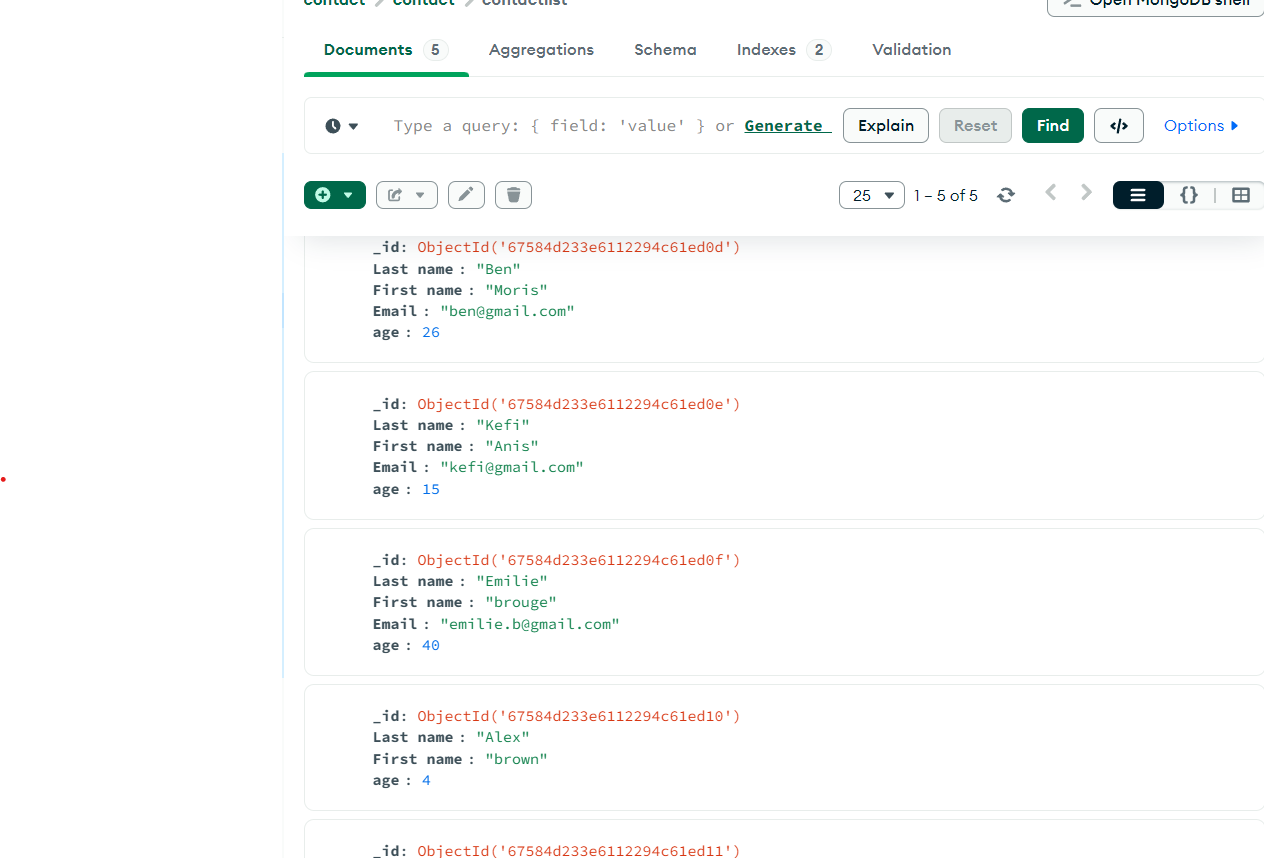 contact > contact > contactlist
Open MongoDB shell
Documents 5 Aggregations Schema Indexes 2 Validation
Type a query: { field: 'value' } or Generate Explain Reset Find </> Options
25 1 – 5 of 5 {}
_id: ObjectId('67584d233e6112294c61ed0d')
Last name : "Ben"
First name : "Moris"
Email : "ben@gmail.com"
age : 26
_id: ObjectId('67584d233e6112294c61ed0e')
Last name : "Kefi"
First name : "Anis"
Email : "kefi@gmail.com"
age : 15
_id: ObjectId('67584d233e6112294c61ed0f')
Last name : "Emilie"
First name : "brouge"
Email : "emilie.b@gmail.com"
age : 40
_id: ObjectId('67584d233e6112294c61ed10')
Last name : "Alex"
First name : "brown"
age : 4
_id: ObjectId('67584d233e6112294c61ed11')